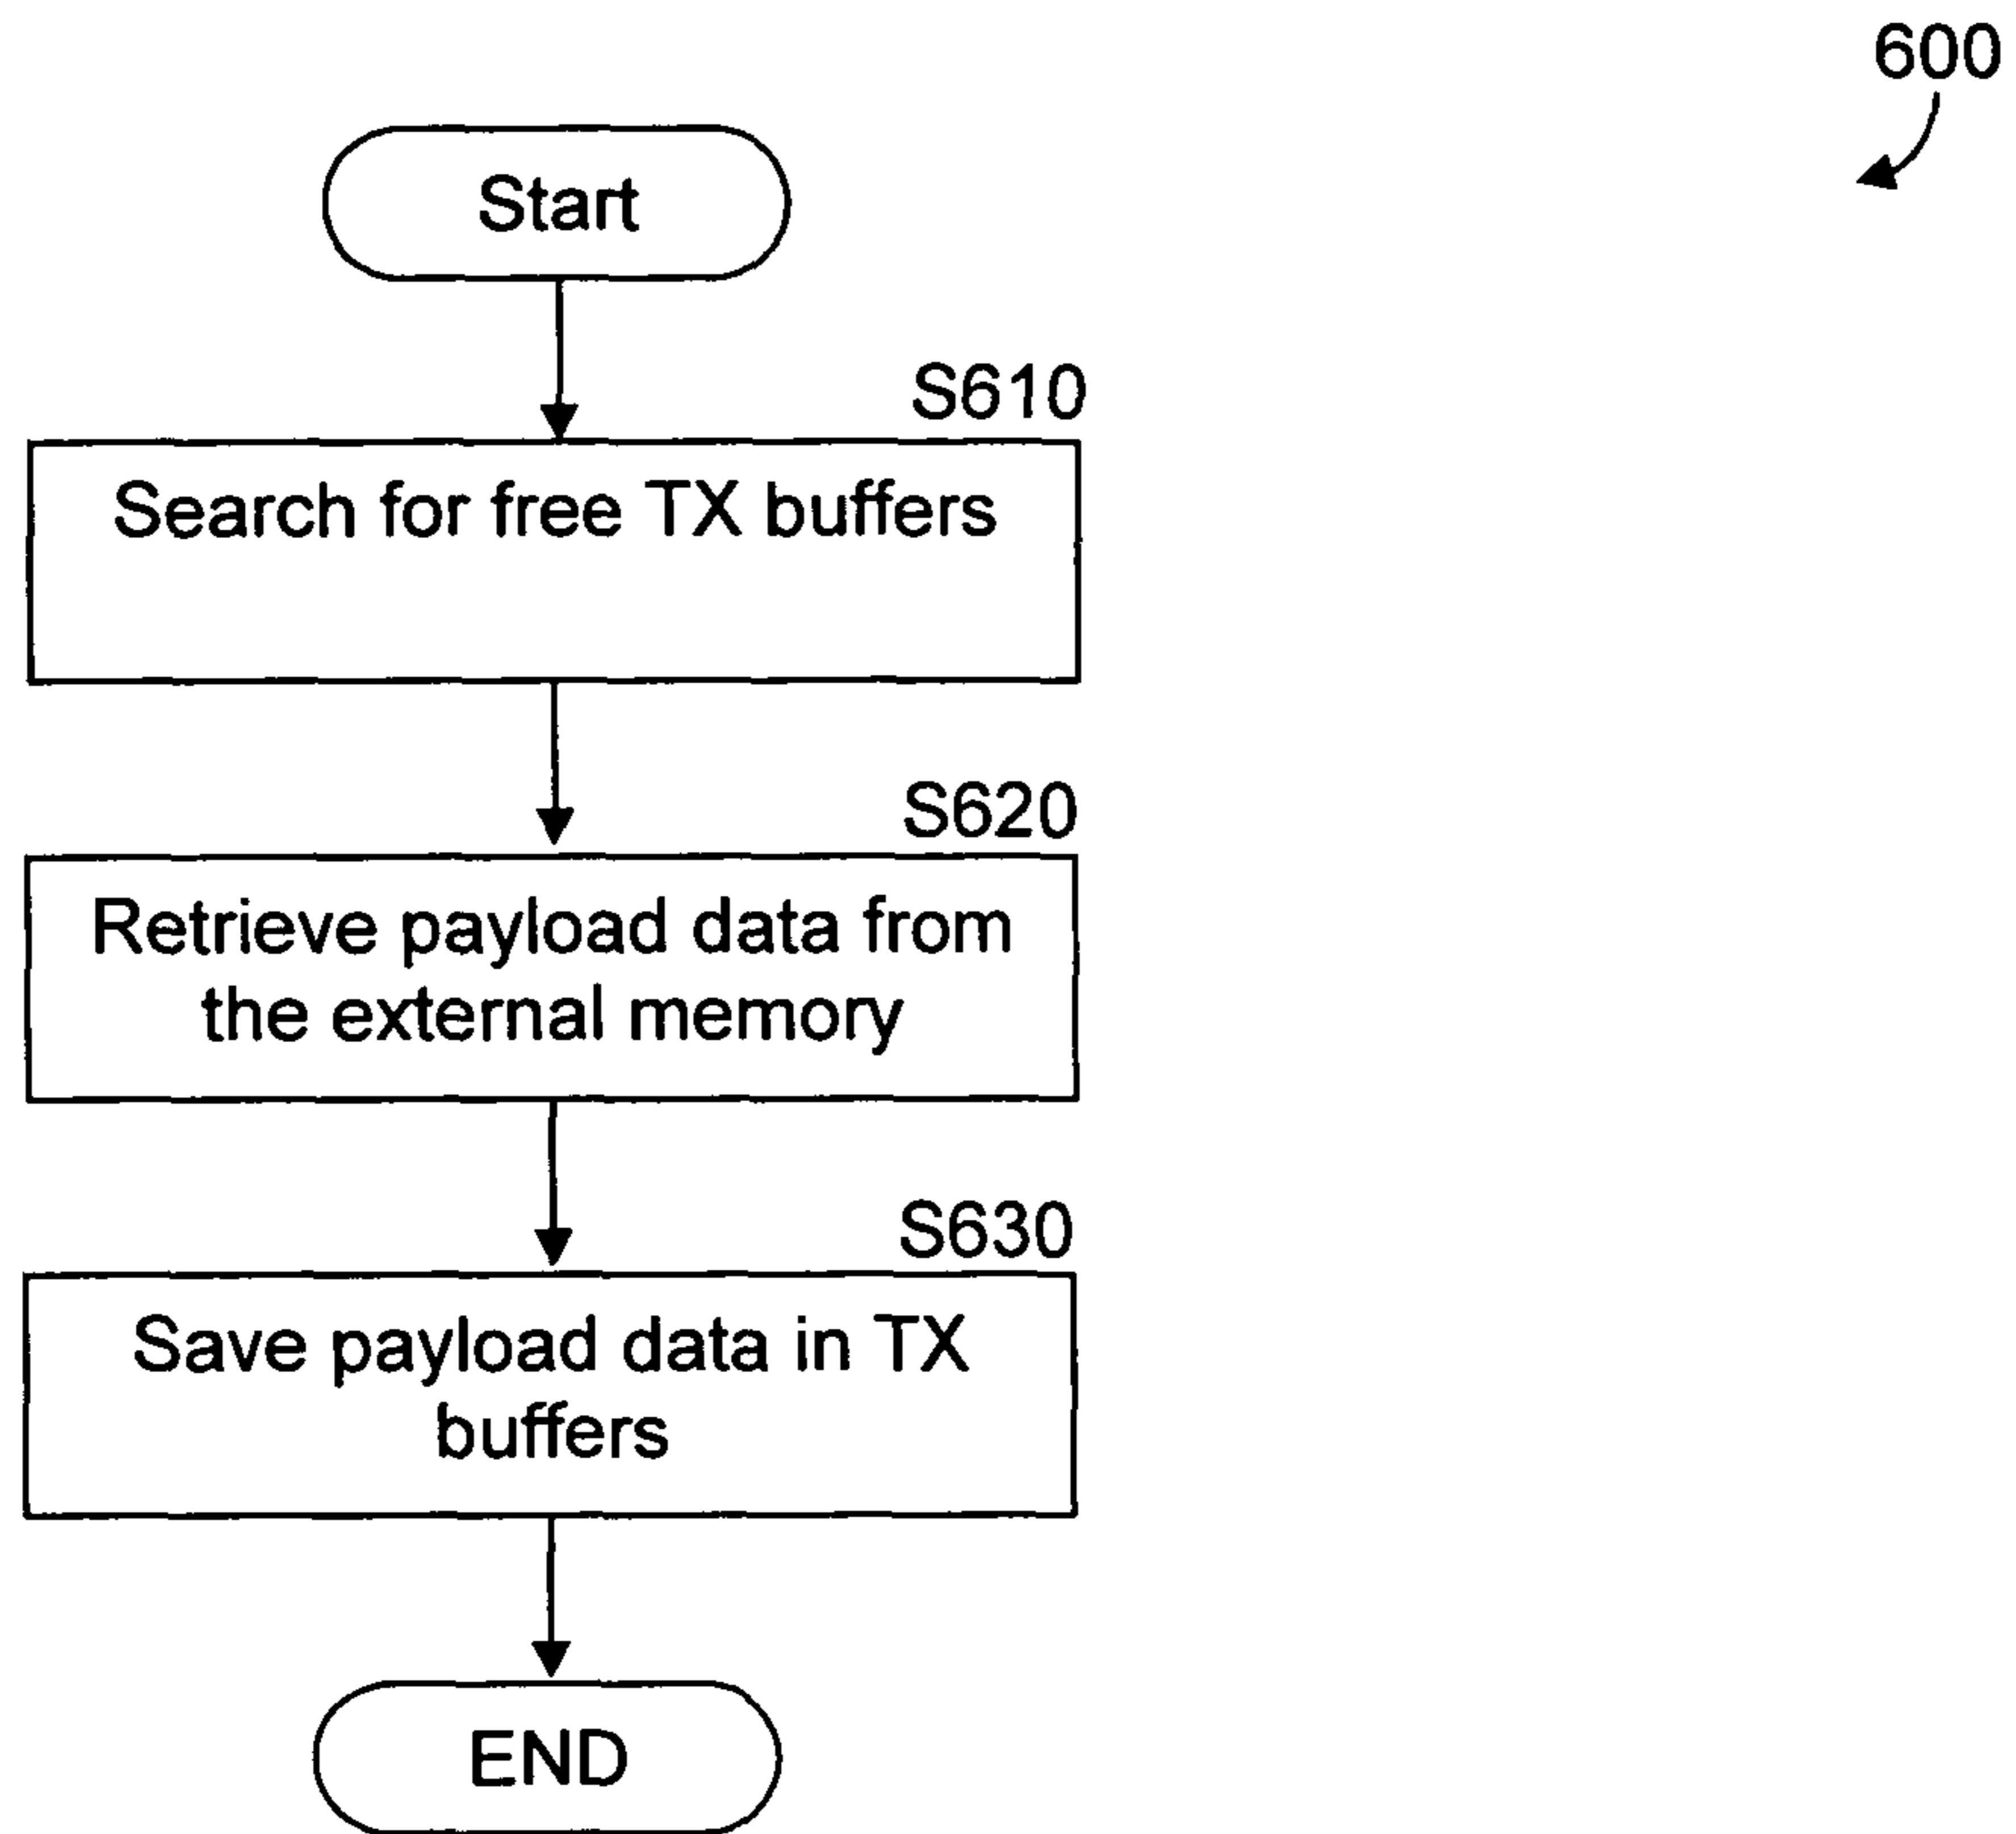 600
Start
S610
Search for free TX buffers
S620
Retrieve payload data from
the external memory
S630
Save payload data in TX
buffers
END